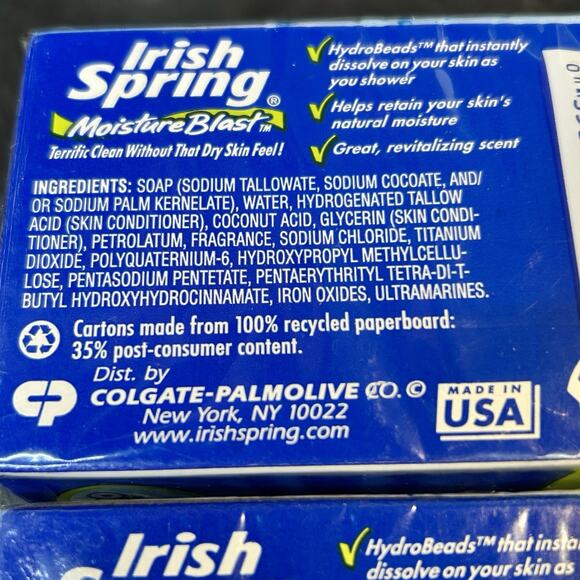 Irish
Spring®
Moisture Blast™
Terrific Clean Without That Dry Skin Feel!
✓ HydroBeads™ that instantly
dissolve on your skin as
you shower
✓ Helps retain your skin's
natural moisture
✓ Great, revitalizing scent
INGREDIENTS: SOAP (SODIUM TALLOWATE, SODIUM COCOATE, AND/
OR SODIUM PALM KERNELATE), WATER, HYDROGENATED TALLOW
ACID (SKIN CONDITIONER), COCONUT ACID, GLYCERIN (SKIN CONDI-
TIONER), PETROLATUM, FRAGRANCE, SODIUM CHLORIDE, TITANIUM
DIOXIDE, POLYQUATERNIUM-6, HYDROXYPROPYL METHYLCELLU-
LOSE, PENTASODIUM PENTETATE, PENTAERYTHRITYL TETRA-DI-T-
BUTYL HYDROXYHYDROCINNAMATE, IRON OXIDES, ULTRAMARINES.
Cartons made from 100% recycled paperboard:
35% post-consumer content.
Dist. by
CP COLGATE-PALMOLIVE CO. ©
New York, NY 10022
www.irishspring.com
MADE IN
USA
Irish
✓ HydroBeads™ that
dissolve on your skin as